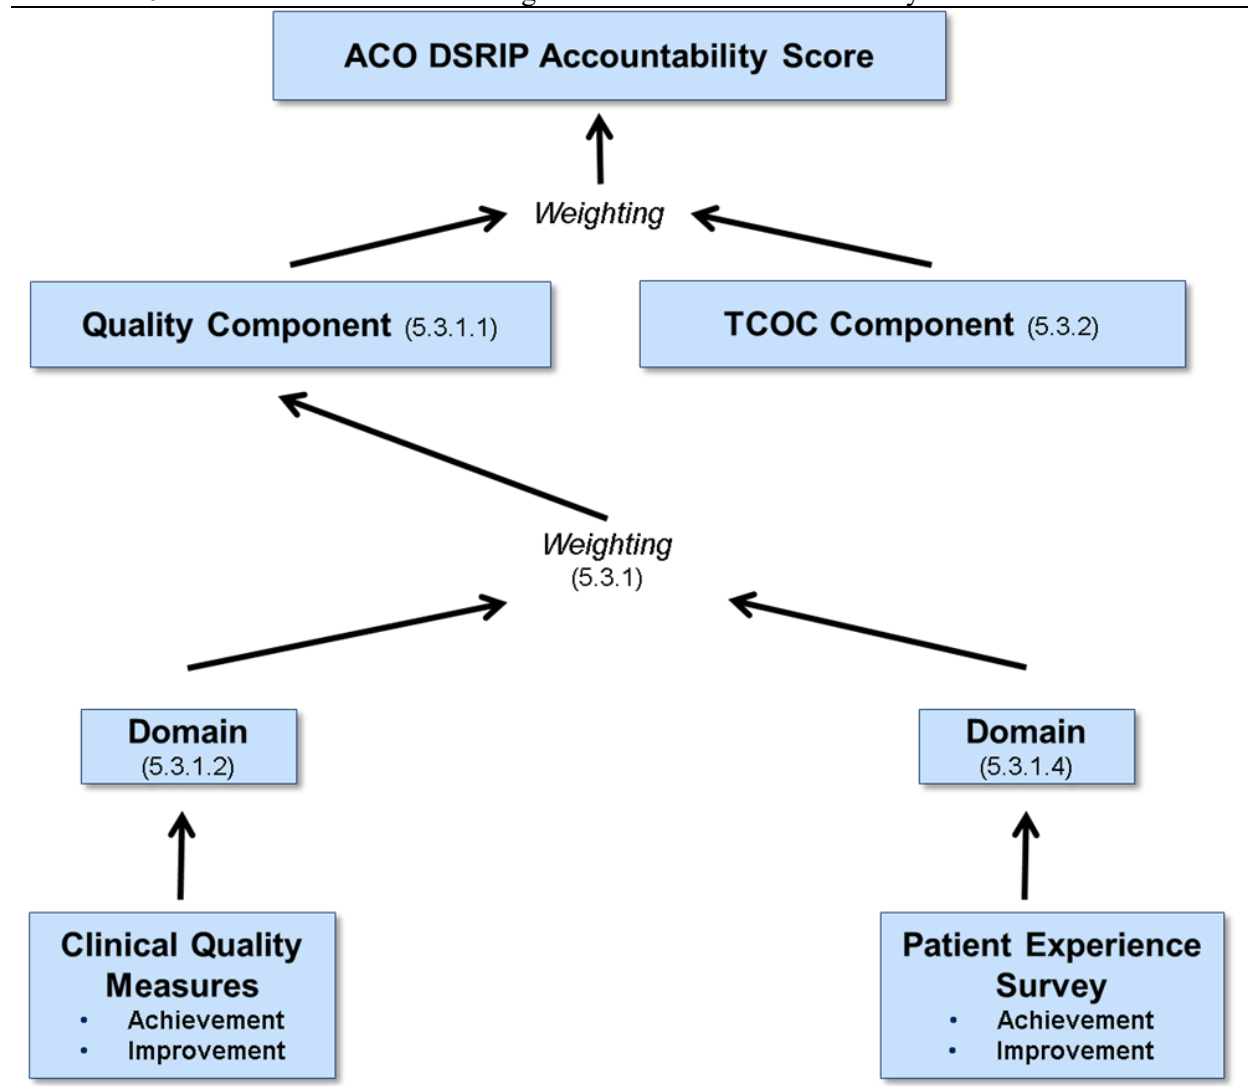 ACO DSRIP Accountability Score
Weighting
Quality Component (5.3.1.1)
TCOC Component (5.3.2)
Weighting
(5.3.1)
Domain
(5.3.1.2)
Domain
(5.3.1.4)
Clinical Quality
Measures
• Achievement
• Improvement
Patient Experience
Survey
• Achievement
• Improvement